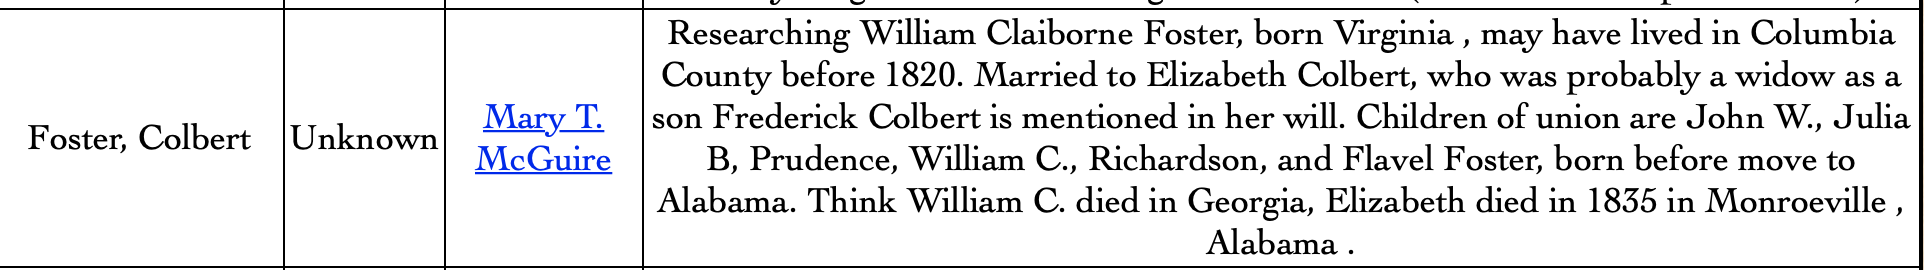 Foster, Colbert
Unknown
Mary T.
McGuire
Researching William Claiborne Foster, born Virginia , may have lived in Columbia
County before 1820. Married to Elizabeth Colbert, who was probably a widow as a
son Frederick Colbert is mentioned in her will. Children of union are John W., Julia
B, Prudence, William C., Richardson, and Flavel Foster, born before move to
Alabama. Think William C. died in Georgia, Elizabeth died in 1835 in Monroeville ,
Alabama .